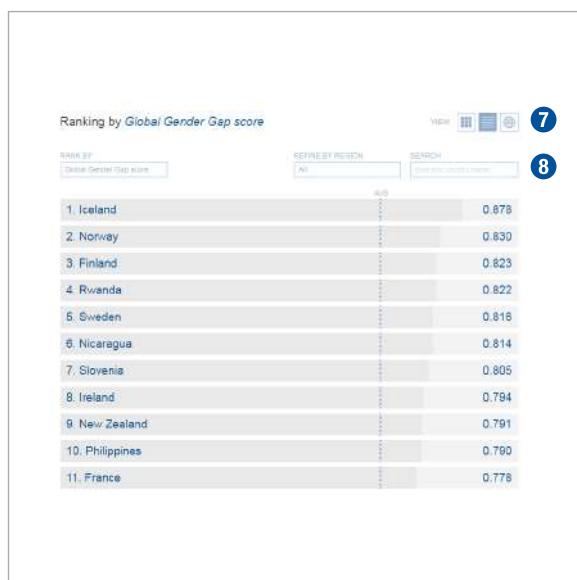 Ranking by Global Gender Gap score
VIEW
7
RANK BY
REFINE BY REGION
SEARCH
8
Global Gender Gap score
All
AVG
1. Iceland 0.878
2. Norway 0.830
3. Finland 0.823
4. Rwanda 0.822
5. Sweden 0.816
6. Nicaragua 0.814
7. Slovenia 0.805
8. Ireland 0.794
9. New Zealand 0.791
10. Philippines 0.790
11. France 0.778